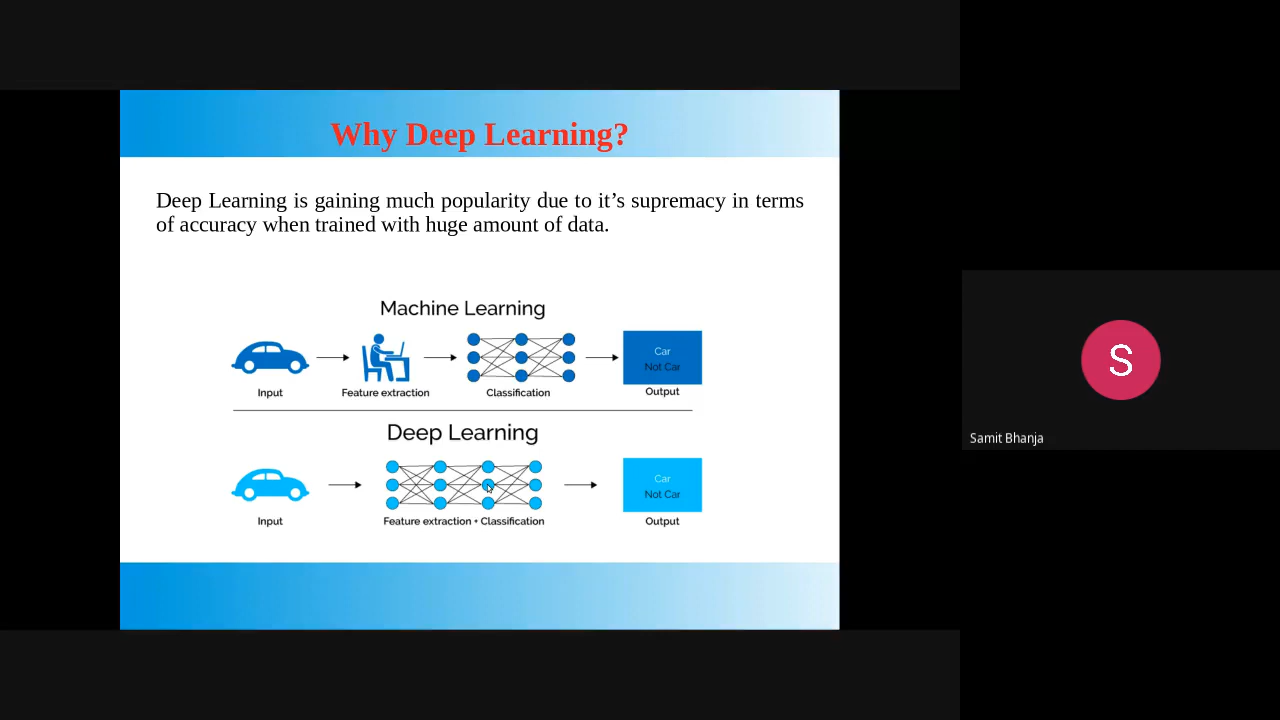 Why Deep Learning?
Deep Learning is gaining much popularity due to it’s supremacy in terms
of accuracy when trained with huge amount of data.
Machine Learning
Car
Not Car
Input
Feature extraction
Classification
Output
Deep Learning
Car
Not Car
Input
Feature extraction + Classification
Output
S
Samit Bhanja